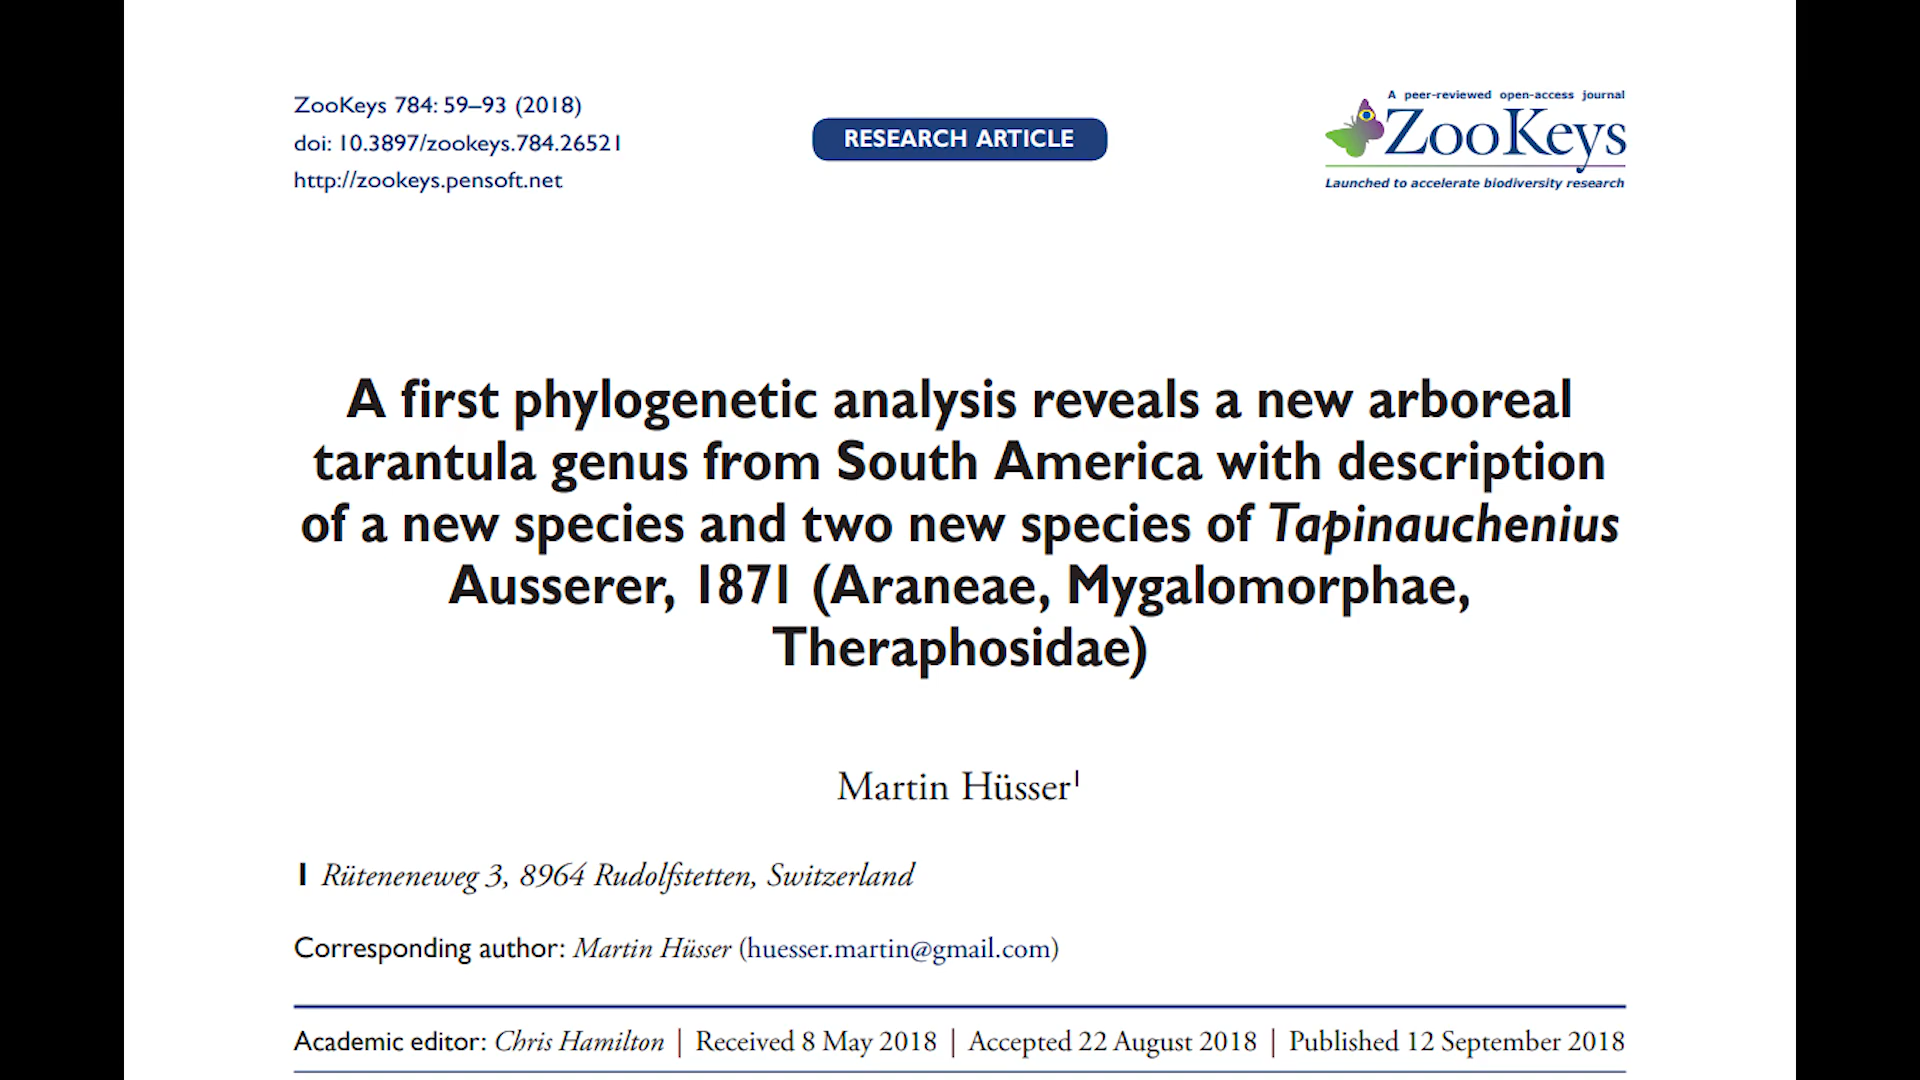 ZooKeys 784: 59–93 (2018)
doi: 10.3897/zookeys.784.26521
http://zookeys.pensoft.net
RESEARCH ARTICLE
A peer-reviewed open-access journal
ZooKeys
Launched to accelerate biodiversity research
A first phylogenetic analysis reveals a new arboreal
tarantula genus from South America with description
of a new species and two new species of Tapinauchenius
Ausserer, 1871 (Araneae, Mygalomorphae,
Theraphosidae)
Martin Hüsser¹
1 Rüteneneweg 3, 8964 Rudolfstetten, Switzerland
Corresponding author: Martin Hüsser (huesser.martin@gmail.com)
Academic editor: Chris Hamilton | Received 8 May 2018 | Accepted 22 August 2018 | Published 12 September 2018